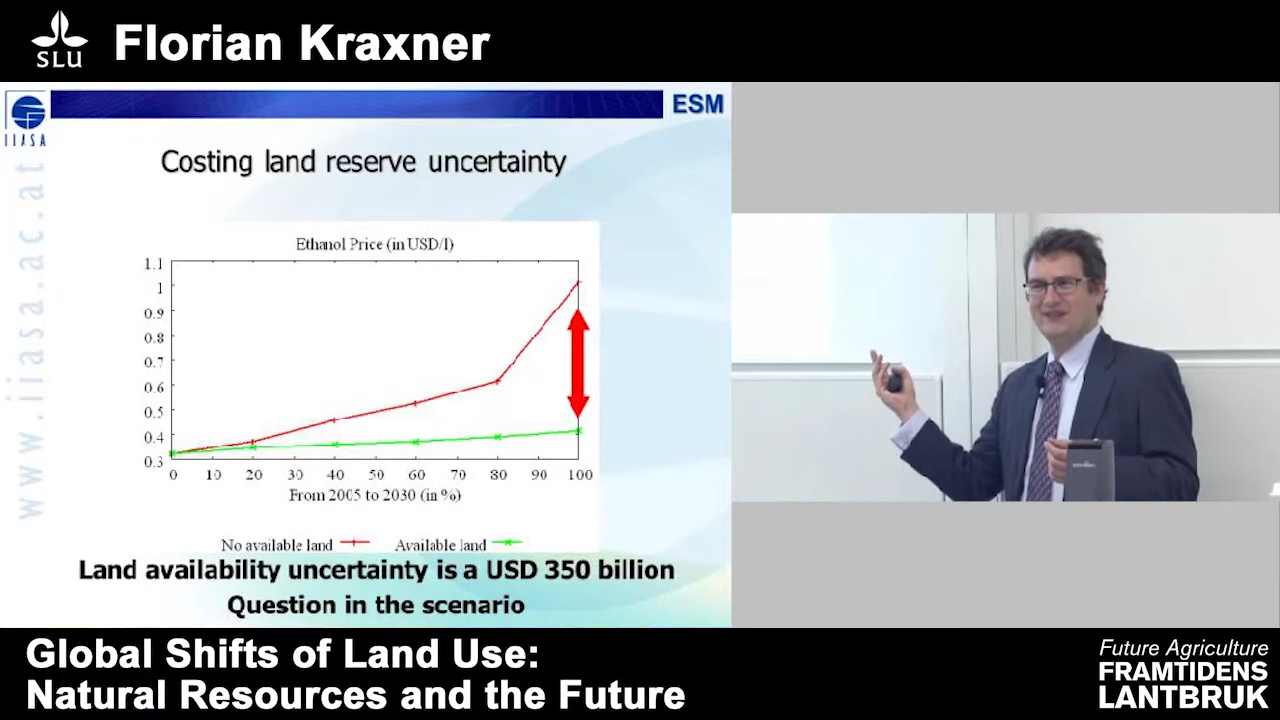 SLU
Florian Kraxner
IIASA
ESM
www.iiasa.ac.at
Costing land reserve uncertainty
Ethanol Price (in USD/l)
1.1
1
0.9
0.8
0.7
0.6
0.5
0.4
0.3
0 10 20 30 40 50 60 70 80 90 100
From 2005 to 2030 (in %)
No available land Available land
Land availability uncertainty is a USD 350 billion
Question in the scenario
Global Shifts of Land Use:
Natural Resources and the Future
Future Agriculture
FRAMTIDENS
LANTBRUK